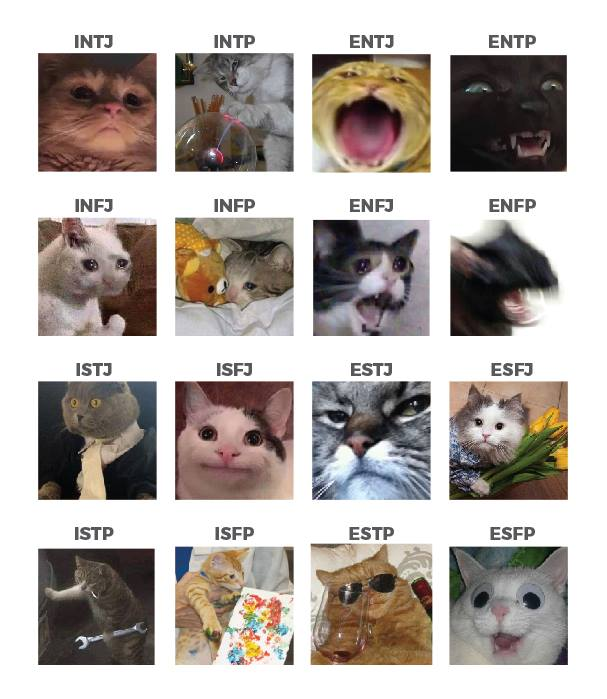 INTJ INTP ENTJ ENTP
INFJ INFP ENFJ ENFP
ISTJ ISFJ ESTJ ESFJ
ISTP ISFP ESTP ESFP